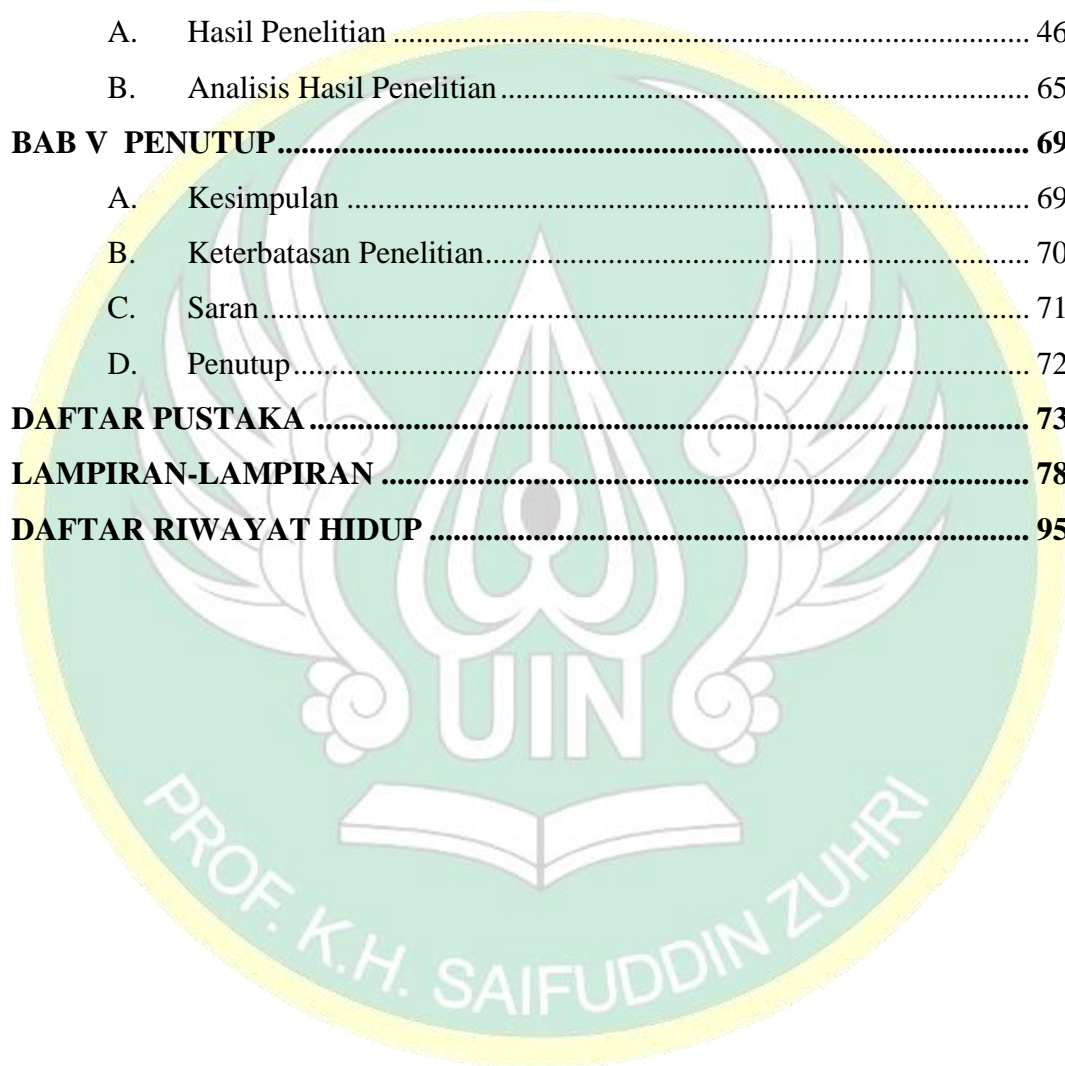 A. Hasil Penelitian ........................................................................... 46
B. Analisis Hasil Penelitian ............................................................. 65
BAB V PENUTUP ................................................................................ 69
A. Kesimpulan ................................................................................. 69
B. Keterbatasan Penelitian ............................................................... 70
C. Saran ........................................................................................... 71
D. Penutup ....................................................................................... 72
DAFTAR PUSTAKA ............................................................................ 73
LAMPIRAN-LAMPIRAN .................................................................... 78
DAFTAR RIWAYAT HIDUP .............................................................. 95
UIN
PROF. K.H. SAIFUDDIN ZUHRI